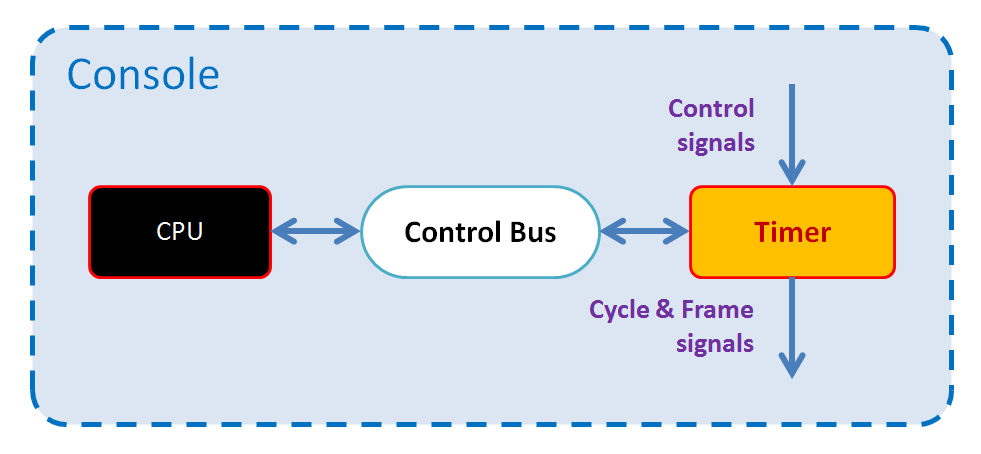 Console
Control
signals
CPU
Control Bus
Timer
Cycle & Frame
signals